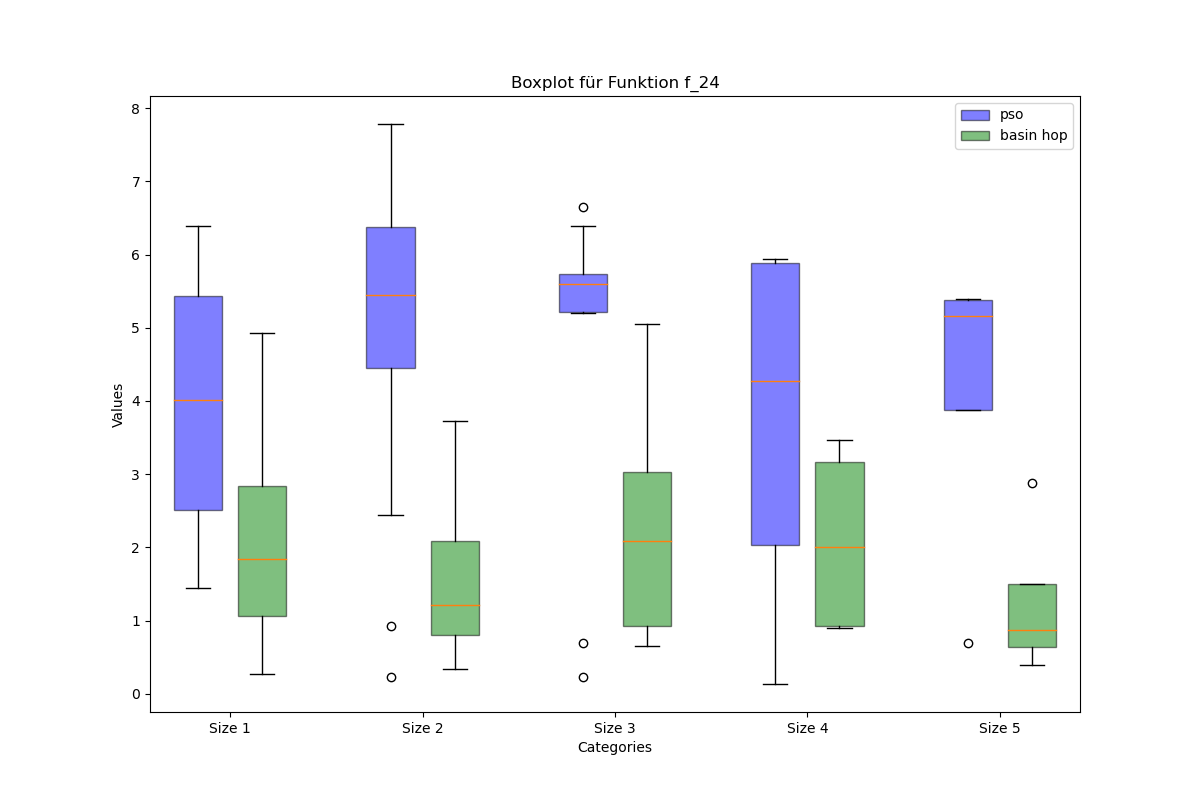 Boxplot für Funktion f_24
pso
basin hop
Values
8
7
6
5
4
3
2
1
0
Size 1
Size 2
Size 3
Size 4
Size 5
Categories